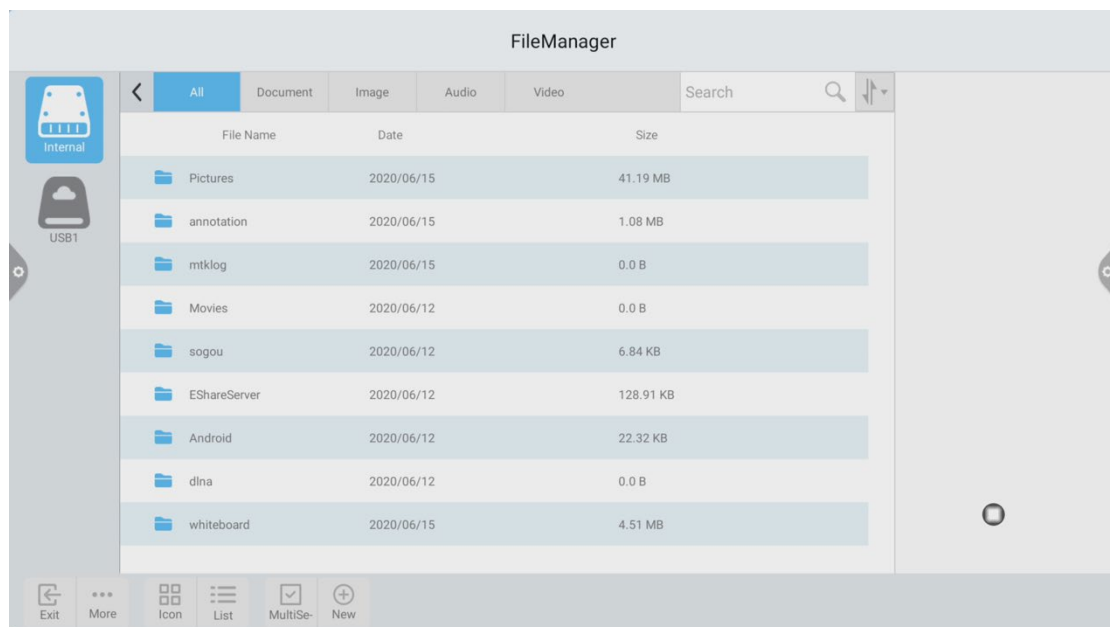 FileManager
Internal
USB1
All Document Image Audio Video Search
File Name Date Size
Pictures 2020/06/15 41.19 MB
annotation 2020/06/15 1.08 MB
mtklog 2020/06/15 0.0 B
Movies 2020/06/12 0.0 B
sogou 2020/06/12 6.84 KB
EShareServer 2020/06/12 128.91 KB
Android 2020/06/12 22.32 KB
dlna 2020/06/12 0.0 B
whiteboard 2020/06/15 4.51 MB
Exit More Icon List MultiSe- New